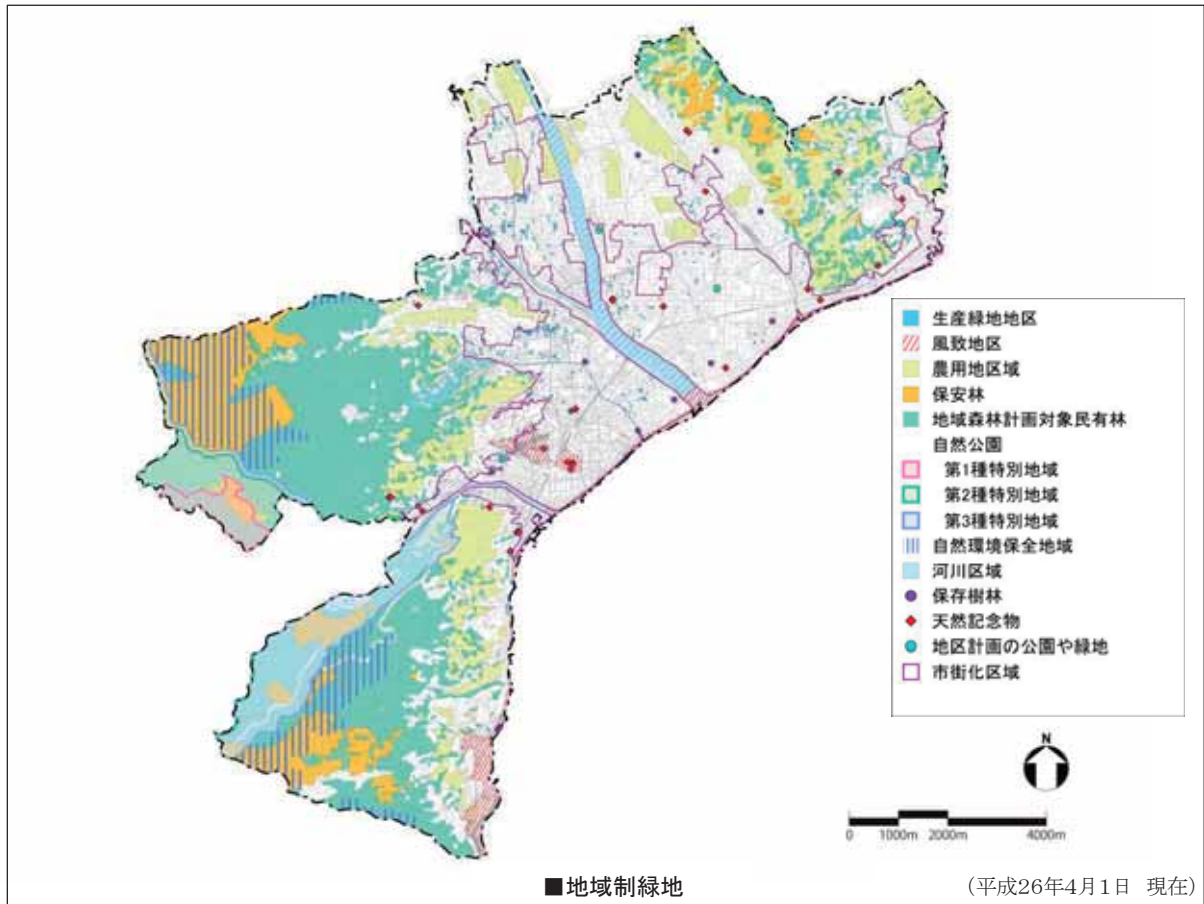 生産緑地地区
風致地区
農用地区域
保安林
地域森林計画対象民有林
自然公園
第1種特別地域
第2種特別地域
第3種特別地域
自然環境保全地域
河川区域
保存樹林
天然記念物
地区計画の公園や緑地
市街化区域
N
0 1000m 2000m 4000m
■地域制緑地
(平成26年4月1日 現在)